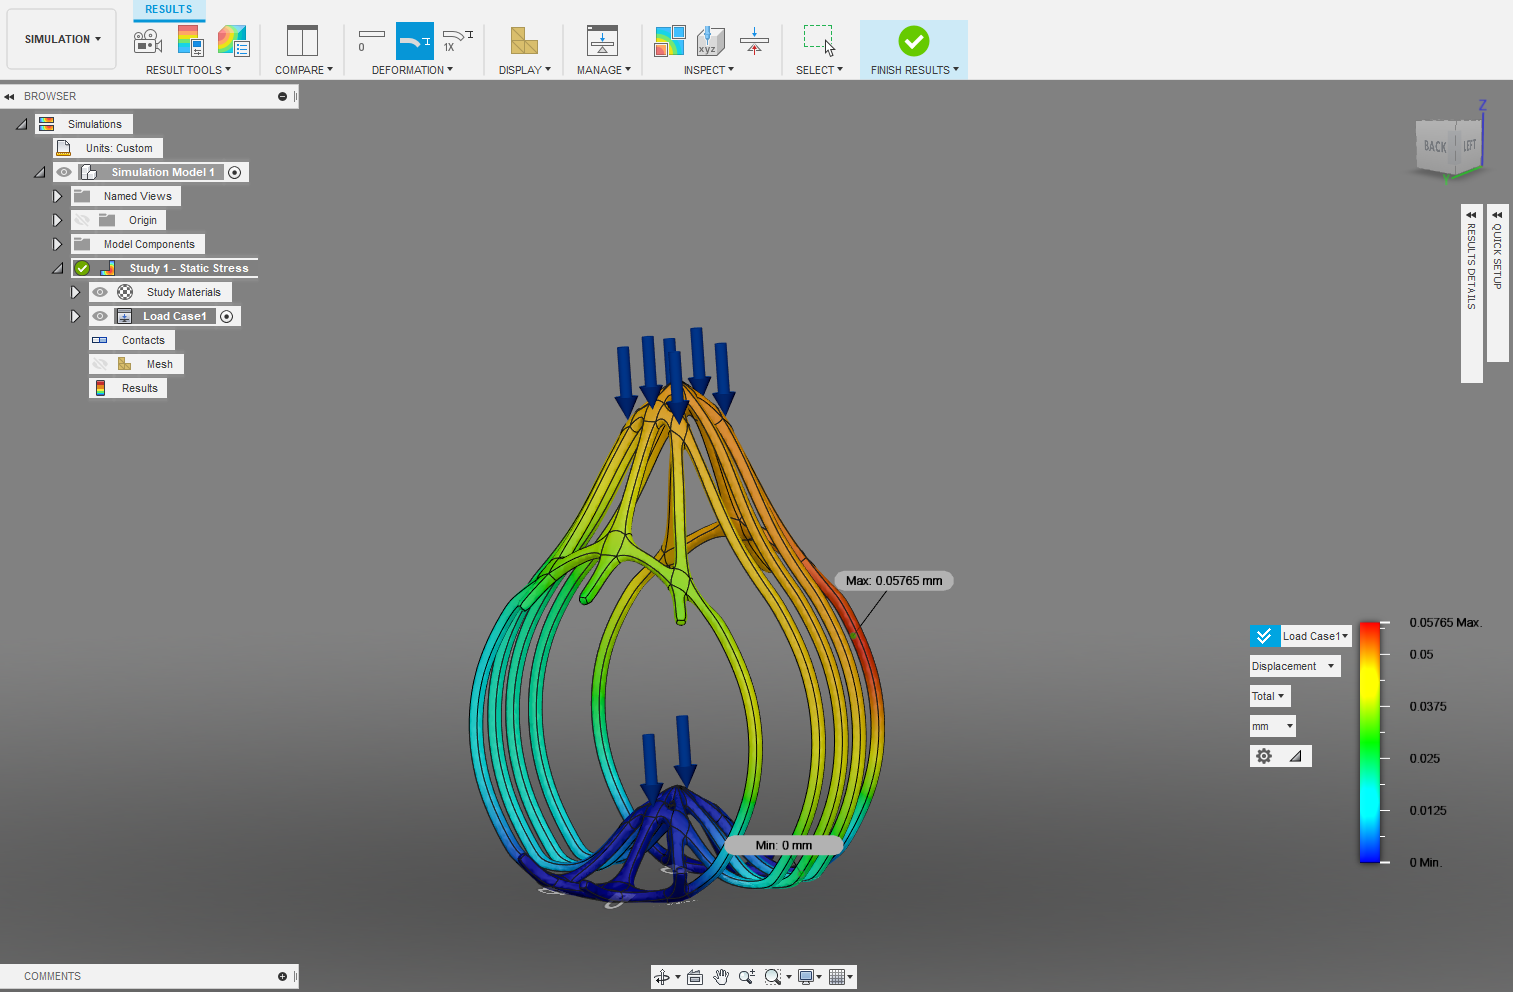 RESULTS
SIMULATION
0
1X
xyz
RESULT TOOLS
COMPARE
DEFORMATION
DISPLAY
MANAGE
INSPECT
SELECT
FINISH RESULTS
BROWSER
Simulations
Units: Custom
Simulation Model 1
Named Views
Origin
Model Components
Study 1 - Static Stress
Study Materials
Load Case1
Contacts
Mesh
Results
Z
BACK
LEFT
Y
RESULTS DETAILS
QUICK SETUP
Max: 0.05765 mm
Min: 0 mm
Load Case1
Displacement
Total
mm
0.05765 Max.
0.05
0.0375
0.025
0.0125
0 Min.
COMMENTS